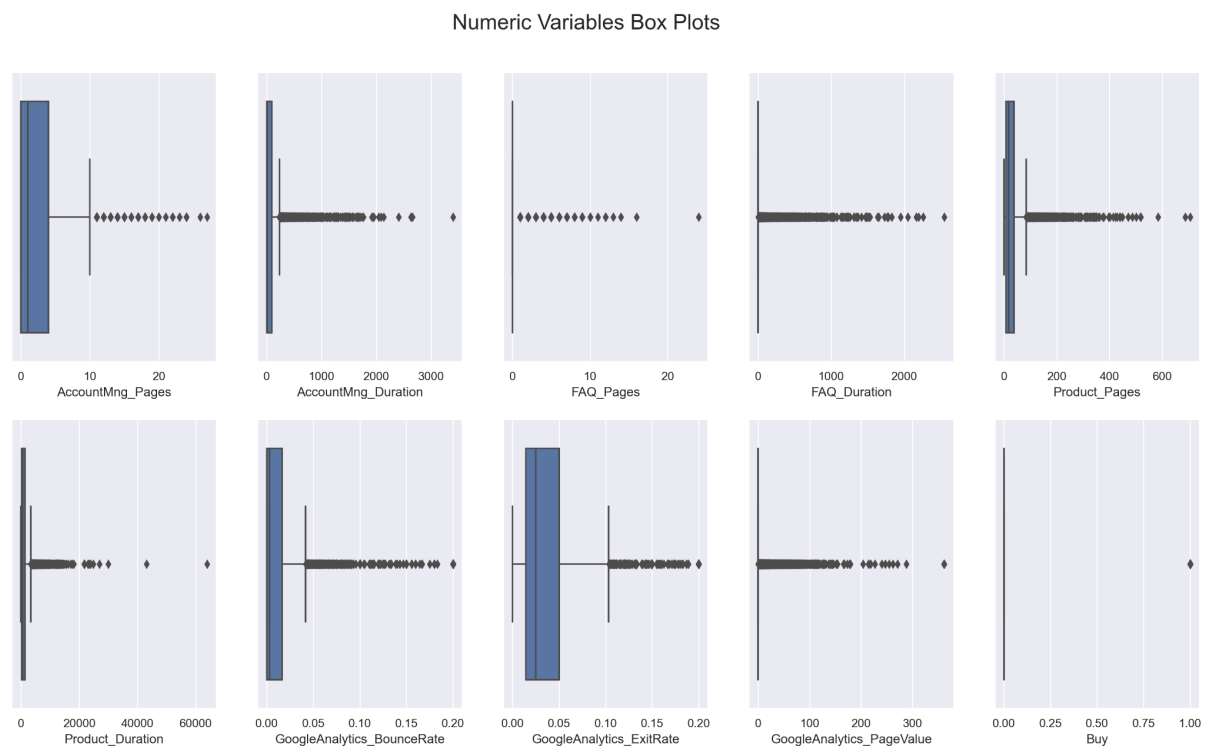 Numeric Variables Box Plots
0 10 20
AccountMng_Pages
0 1000 2000 3000
AccountMng_Duration
0 10 20
FAQ_Pages
0 1000 2000
FAQ_Duration
0 200 400 600
Product_Pages
0 20000 40000 60000
Product_Duration
0.00 0.05 0.10 0.15 0.20
GoogleAnalytics_BounceRate
0.00 0.05 0.10 0.15 0.20
GoogleAnalytics_ExitRate
0 100 200 300
GoogleAnalytics_PageValue
0.00 0.25 0.50 0.75 1.00
Buy